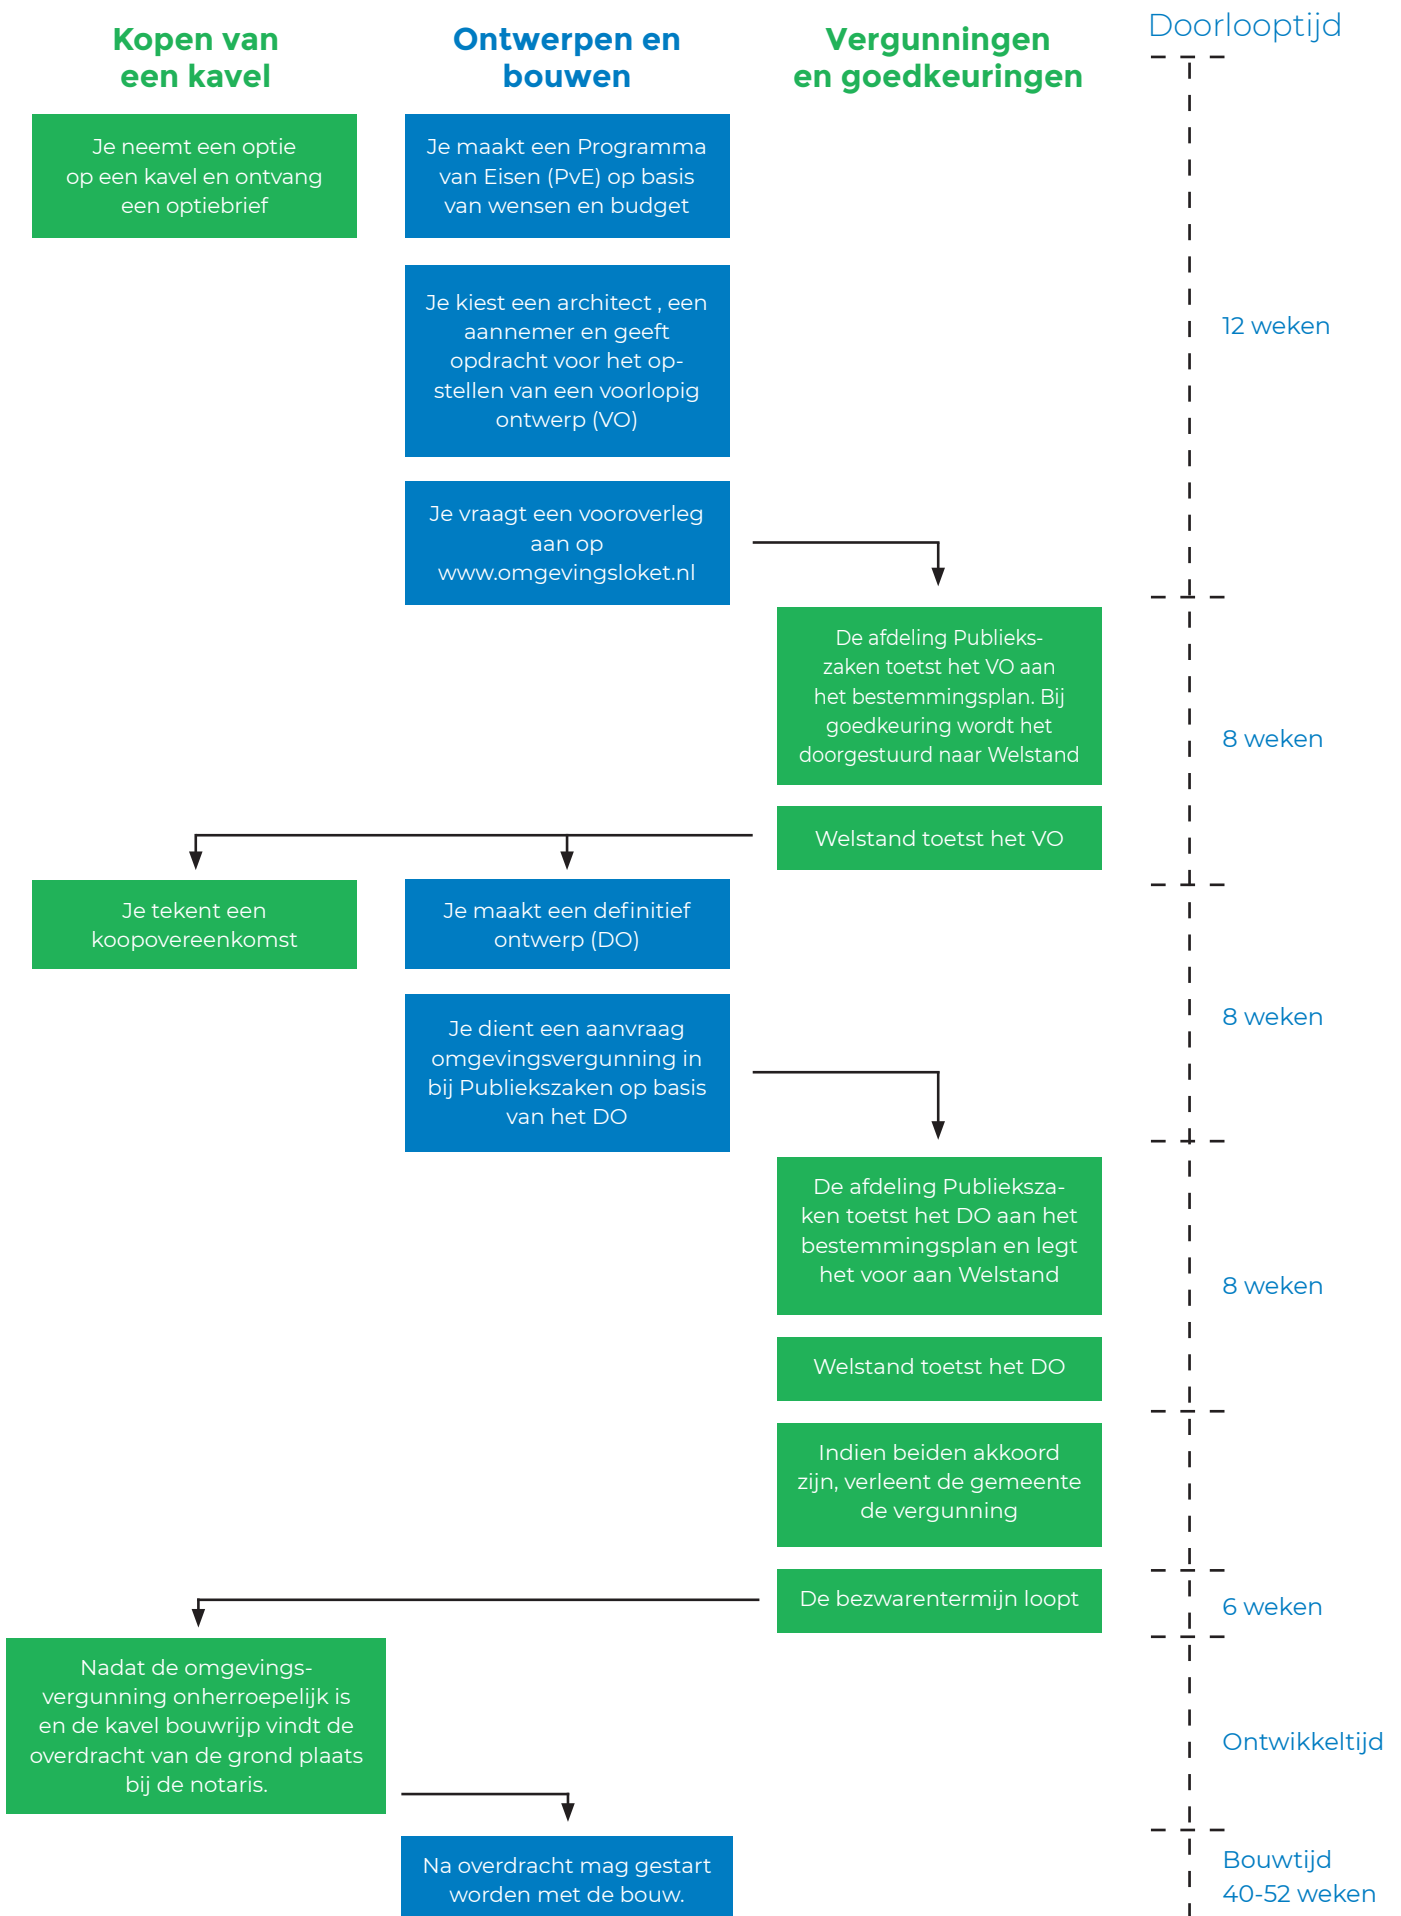 Kopen van
een kavel
Ontwerpen en
bouwen
Vergunningen
en goedkeuringen
Doorlooptijd
Je neemt een optie
op een kavel en ontvang
een optiebrief
Je maakt een Programma
van Eisen (PvE) op basis
van wensen en budget
Je kiest een architect , een
aannemer en geeft
opdracht voor het op-
stellen van een voorlopig
ontwerp (VO)
12 weken
Je vraagt een vooroverleg
aan op
www.omgevingsloket.nl
De afdeling Publieks-
zaken toetst het VO aan
het bestemmingsplan. Bij
goedkeuring wordt het
doorgestuurd naar Welstand
8 weken
Welstand toetst het VO
Je tekent een
koopovereenkomst
Je maakt een definitief
ontwerp (DO)
8 weken
Je dient een aanvraag
omgevingsvergunning in
bij Publiekszaken op basis
van het DO
De afdeling Publieksza-
ken toetst het DO aan het
bestemmingsplan en legt
het voor aan Welstand
8 weken
Welstand toetst het DO
Indien beiden akkoord
zijn, verleent de gemeente
de vergunning
De bezwarentermijn loopt
6 weken
Nadat de omgevings-
vergunning onherroepelijk is
en de kavel bouwrijp vindt de
overdracht van de grond plaats
bij de notaris.
Ontwikkeltijd
Na overdracht mag gestart
worden met de bouw.
Bouwtijd
40-52 weken